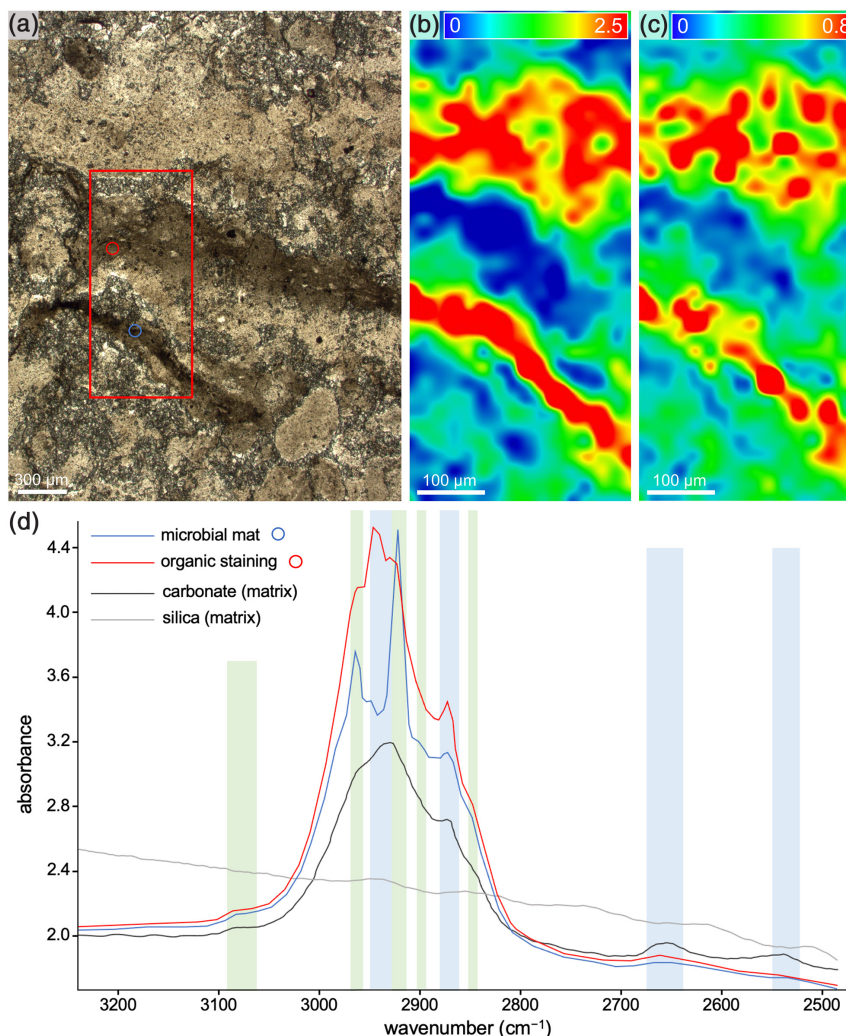 (a)
300 µm
(b)
0 2.5
100 µm
(c)
0 0.8
100 µm
(d)
4.4
4.0
3.6
3.2
2.8
2.4
2.0
absorbance
microbial mat
organic staining
carbonate (matrix)
silica (matrix)
3200 3100 3000 2900 2800 2700 2600 2500
wavenumber (cm⁻¹)